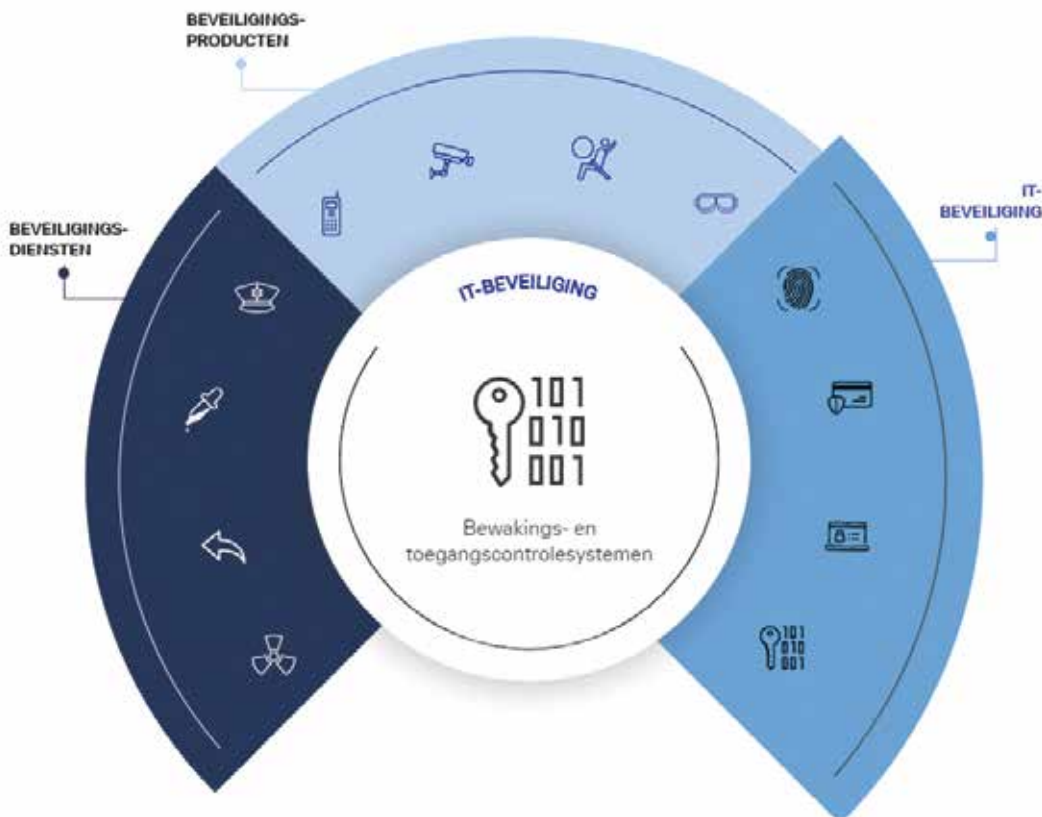 BEVEILIGINGS-
PRODUCTEN
BEVEILIGINGS-
DIENSTEN
IT-
BEVEILIGING
IT-BEVEILIGING
101
010
001
Bewakings- en
toegangscontrolesystemen
101
010
001